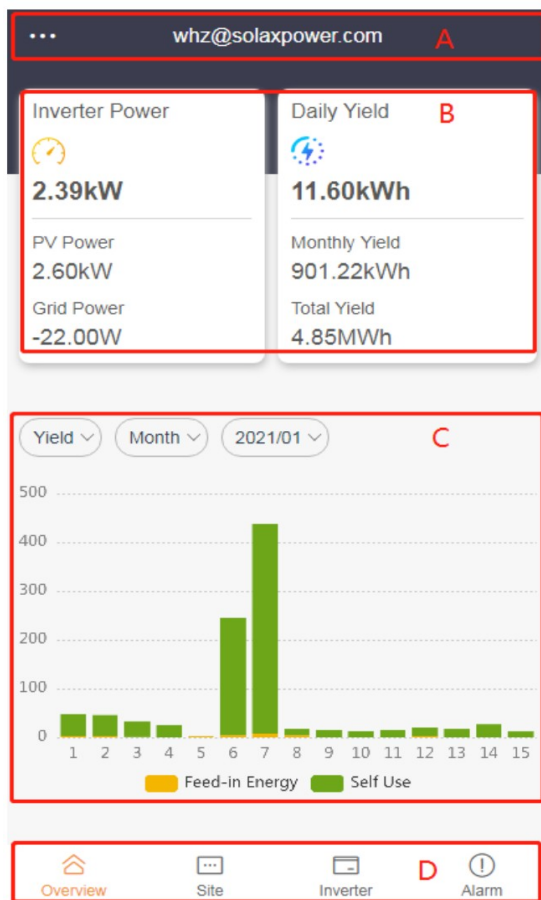 ... whz@solaxpower.com A
Inverter Power Daily Yield B
2.39kW 11.60kWh
PV Power Monthly Yield
2.60kW 901.22kWh
Grid Power Total Yield
-22.00W 4.85MWh
Yield Month 2021/01 C
500
400
300
200
100
0
1 2 3 4 5 6 7 8 9 10 11 12 13 14 15
Feed-in Energy Self Use
D
Overview Site Inverter Alarm